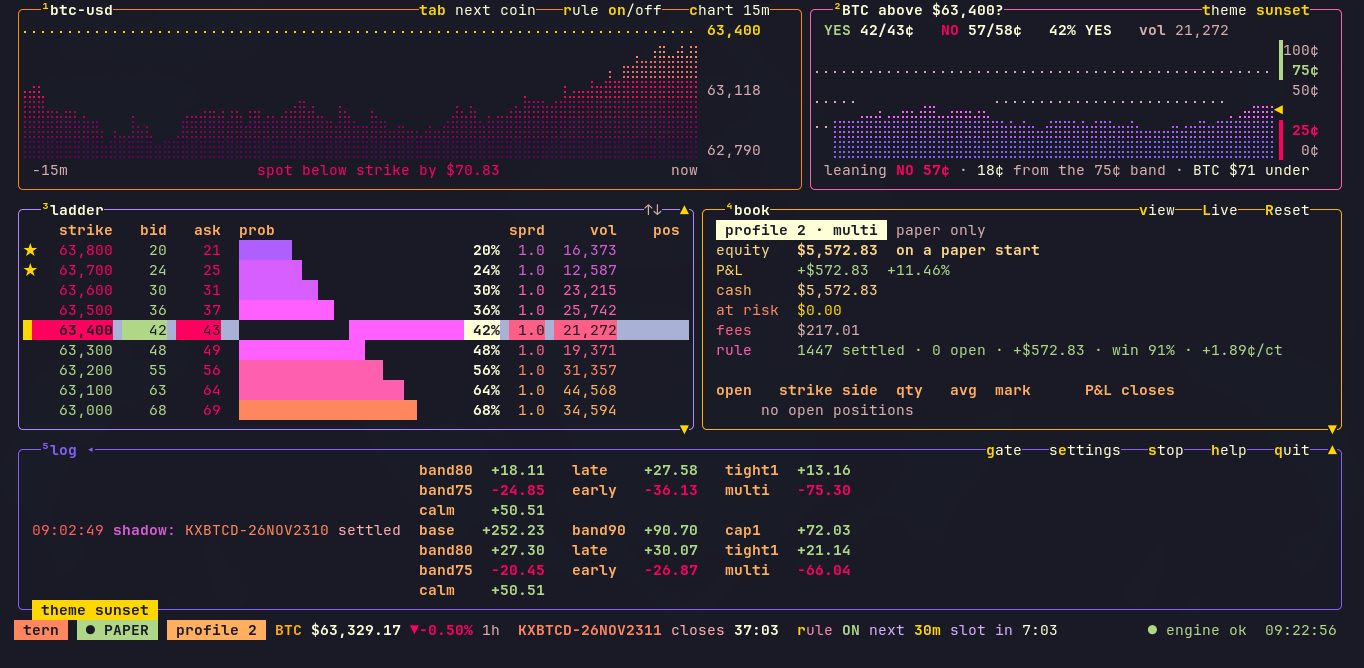 ¹btc-usd tab next coin rule on/off chart 15m
63,400
63,118
62,790
-15m spot below strike by $70.83 now
²BTC above $63,400? theme sunset
YES 42/43¢ NO 57/58¢ 42% YES vol 21,272
100¢
75¢
50¢
25¢
0¢
leaning NO 57¢ · 18¢ from the 75¢ band · BTC $71 under
³ladder ↑↓ ▲
strike bid ask prob sprd vol pos
★ 63,800 20 21 20% 1.0 16,373
★ 63,700 24 25 24% 1.0 12,587
63,600 30 31 30% 1.0 23,215
63,500 36 37 36% 1.0 25,742
63,400 42 43 42% 1.0 21,272
63,300 48 49 48% 1.0 19,371
63,200 55 56 56% 1.0 31,357
63,100 63 64 64% 1.0 44,568
63,000 68 69 68% 1.0 34,594
⁴book view Live Reset
profile 2 · multi paper only
equity $5,572.83 on a paper start
P&L +$572.83 +11.46%
cash $5,572.83
at risk $0.00
fees $217.01
rule 1447 settled · 0 open · +$572.83 · win 91% · +1.89¢/ct
open strike side qty avg mark P&L closes
no open positions
⁵log gate settings stop help quit
band80 +18.11 late +27.58 tight1 +13.16
band75 -24.85 early -36.13 multi -75.30
calm +50.51
09:02:49 shadow: KXBTCD-26NOV2310 settled base +252.23 band90 +90.70 cap1 +72.03
band80 +27.30 late +30.07 tight1 +21.14
band75 -20.45 early -26.87 multi -66.04
calm +50.51
theme sunset
tern ● PAPER profile 2 BTC $63,329.17 ▼-0.50% 1h KXBTCD-26NOV2311 closes 37:03 rule ON next 30m slot in 7:03 ● engine ok 09:22:56